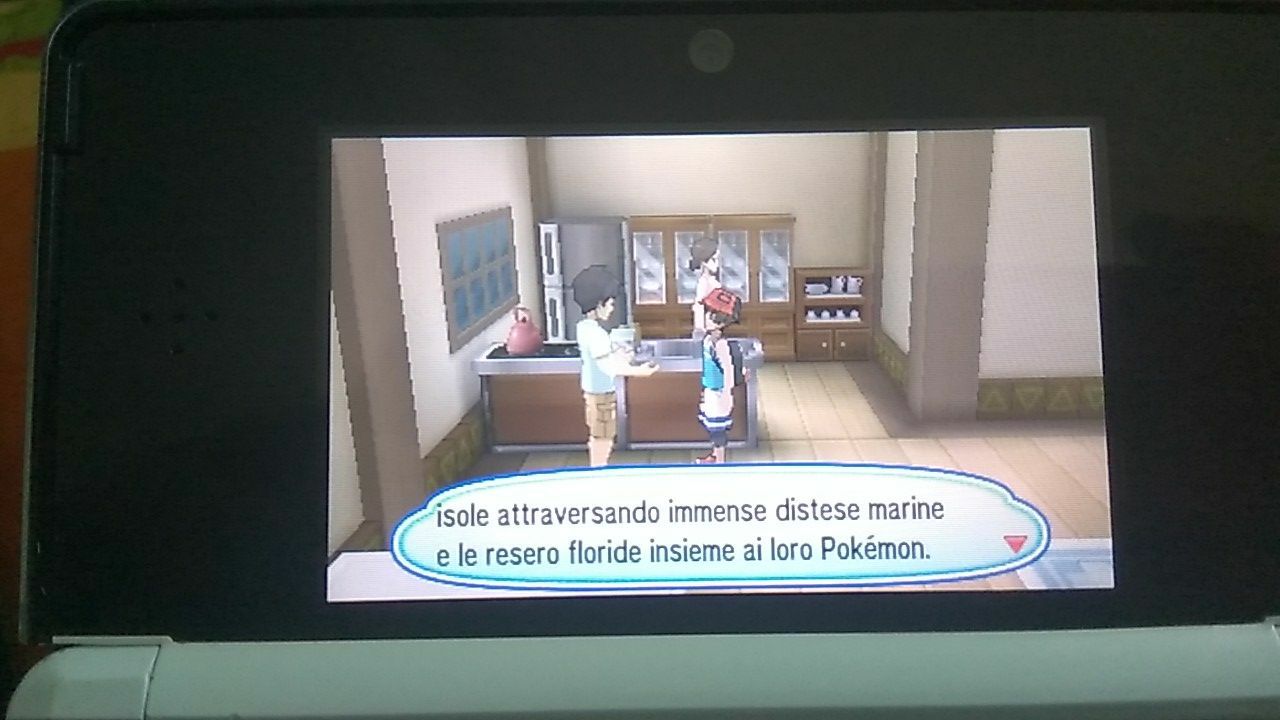 isole attraversando immense distese marine
e le resero floride insieme ai loro Pokémon.